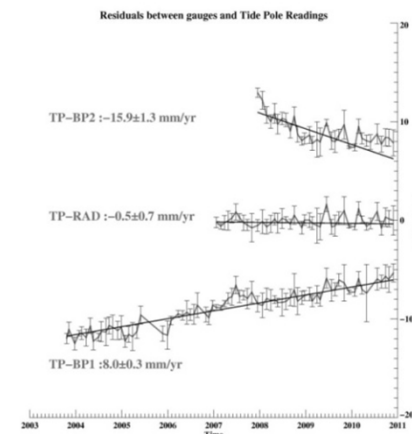 Residuals between gauges and Tide Pole Readings
20
TP-BP2 :-15.9±1.3 mm/yr
10
TP-RAD :-0.5±0.7 mm/yr
0
-10
TP-BP1 :8.0±0.3 mm/yr
-20
2003 2004 2005 2006 2007 2008 2009 2010 2011
Time